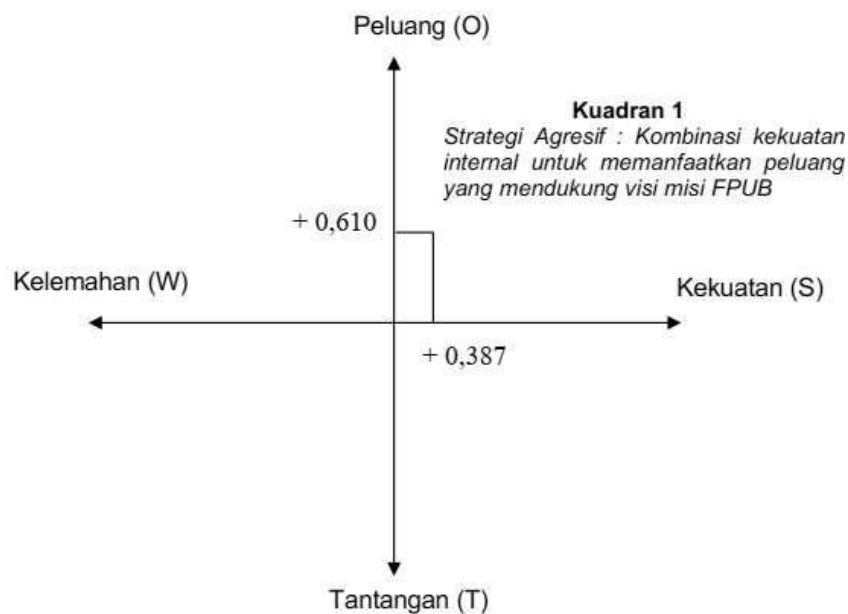 Peluang (O)
Kuadran 1
Strategi Agresif : Kombinasi kekuatan
internal untuk memanfaatkan peluang
yang mendukung visi misi FPUB
+ 0,610
Kelemahan (W)
Kekuatan (S)
+ 0,387
Tantangan (T)